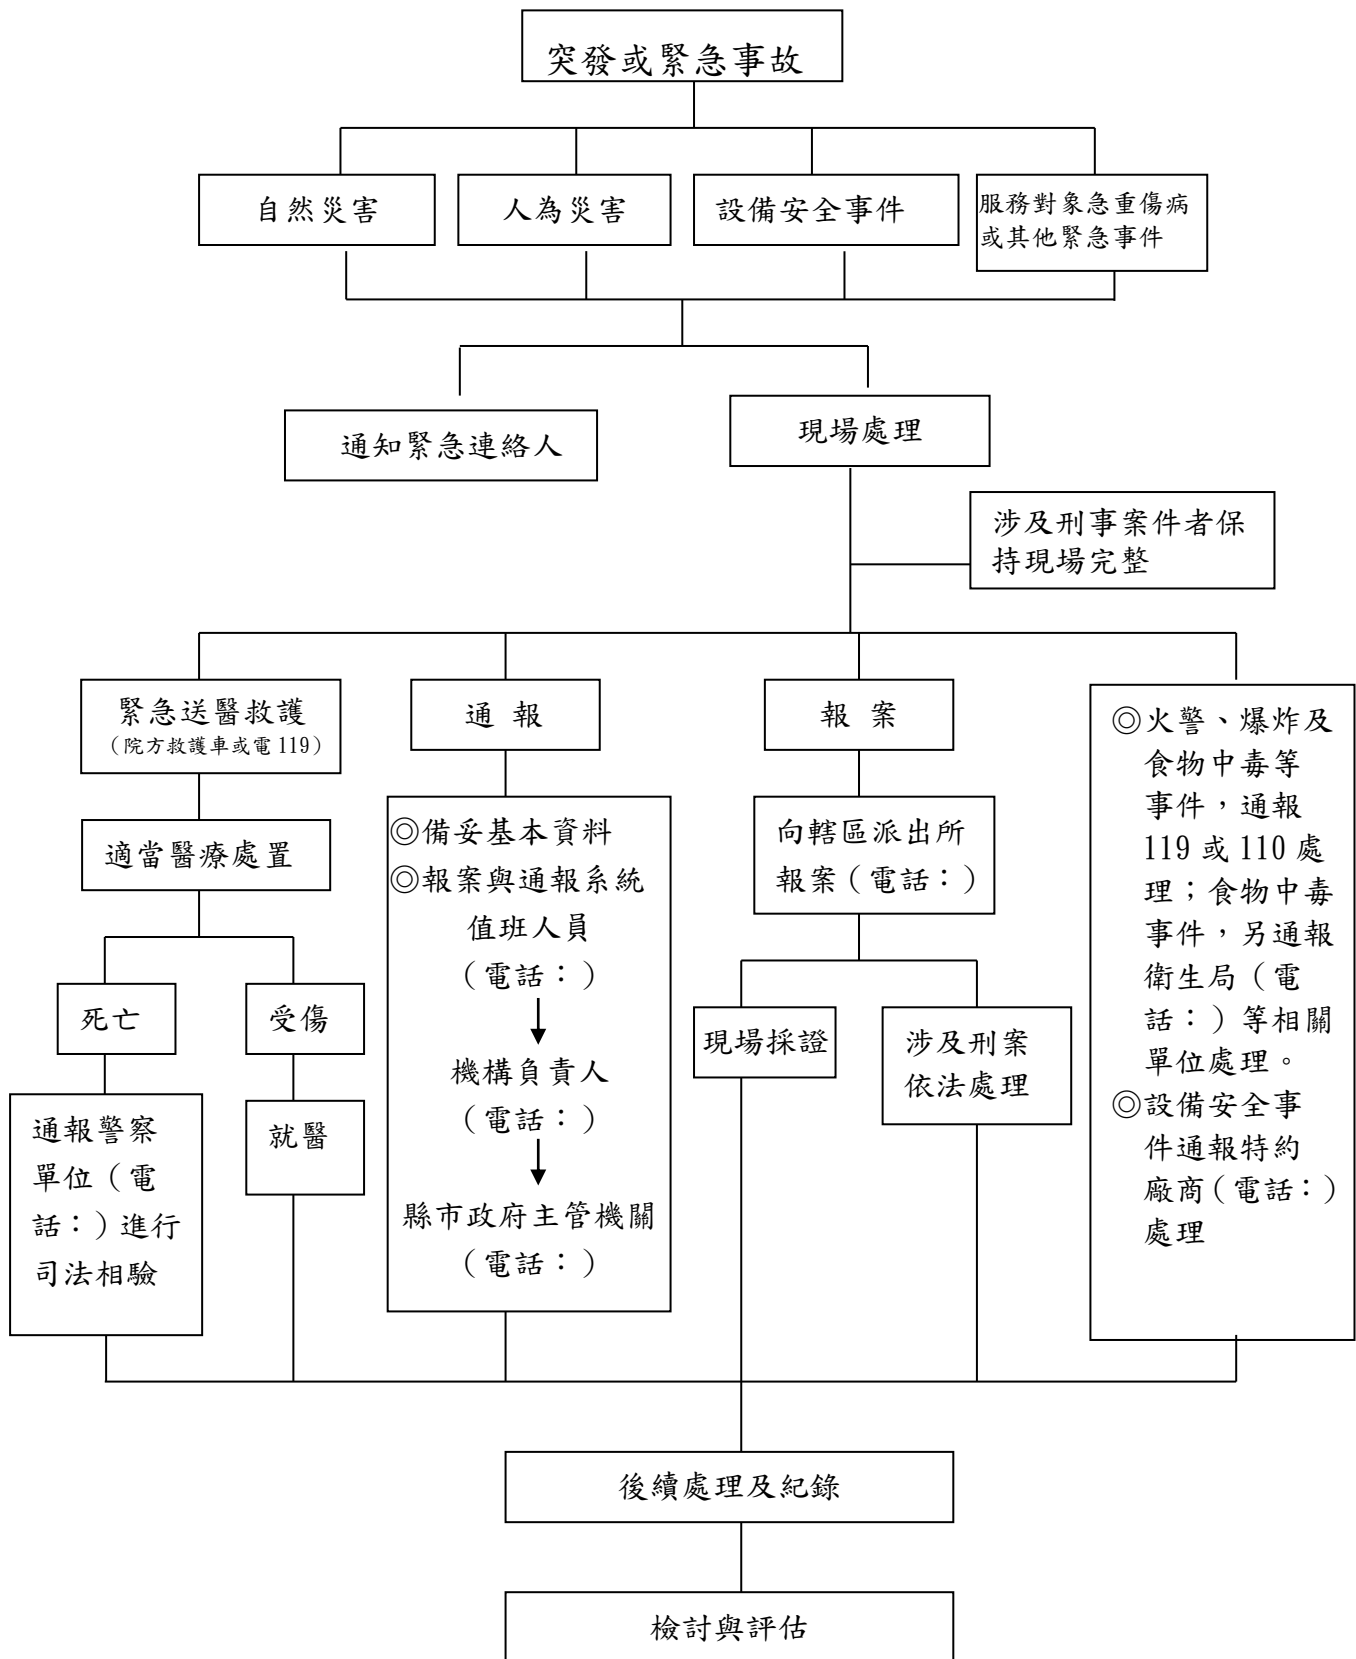 突發或緊急事故
自然災害
人為災害
設備安全事件
服務對象急重傷病
或其他緊急事件
通知緊急連絡人
現場處理
涉及刑事案件者保
持現場完整
緊急送醫救護
（院方救護車或電 119）
適當醫療處置
死亡
受傷
通報警察
單位（電
話：）進行
司法相驗
就醫
通 報
◎備妥基本資料
◎報案與通報系統
值班人員
（電話：）
機構負責人
（電話：）
縣市政府主管機關
（電話：）
報 案
向轄區派出所
報案（電話：）
現場採證
涉及刑案
依法處理
◎火警、爆炸及
食物中毒等
事件，通報
119 或 110 處
理；食物中毒
事件，另通報
衛生局（電
話：）等相關
單位處理。
◎設備安全事
件通報特約
廠商（電話：）
處理
後續處理及紀錄
檢討與評估